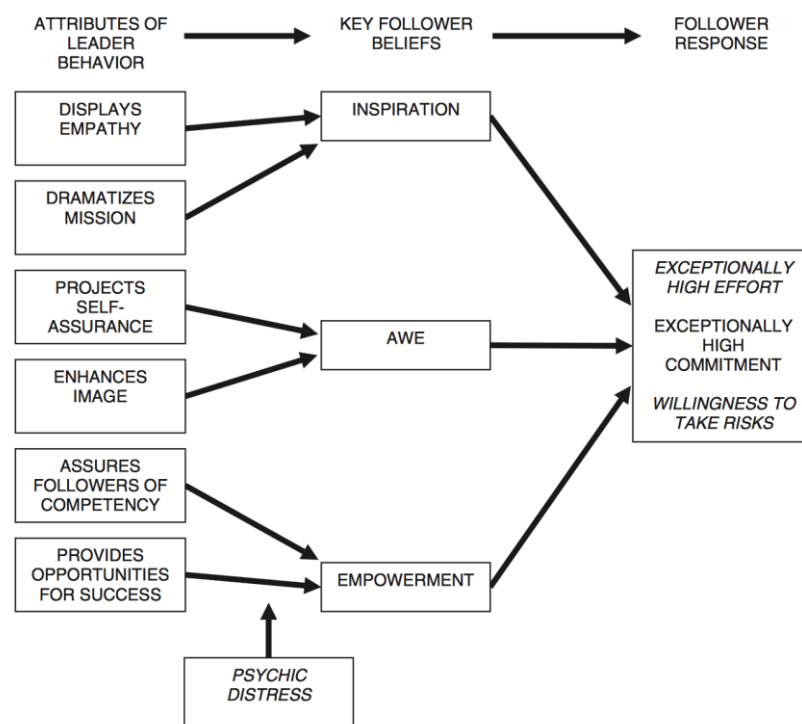 ATTRIBUTES OF
LEADER
BEHAVIOR
KEY FOLLOWER
BELIEFS
FOLLOWER
RESPONSE
DISPLAYS
EMPATHY
DRAMATIZES
MISSION
PROJECTS
SELF-
ASSURANCE
ENHANCES
IMAGE
ASSURES
FOLLOWERS OF
COMPETENCY
PROVIDES
OPPORTUNITIES
FOR SUCCESS
INSPIRATION
AWE
EMPOWERMENT
EXCEPTIONALLY
HIGH EFFORT
EXCEPTIONALLY
HIGH
COMMITMENT
WILLINGNESS TO
TAKE RISKS
PSYCHIC
DISTRESS